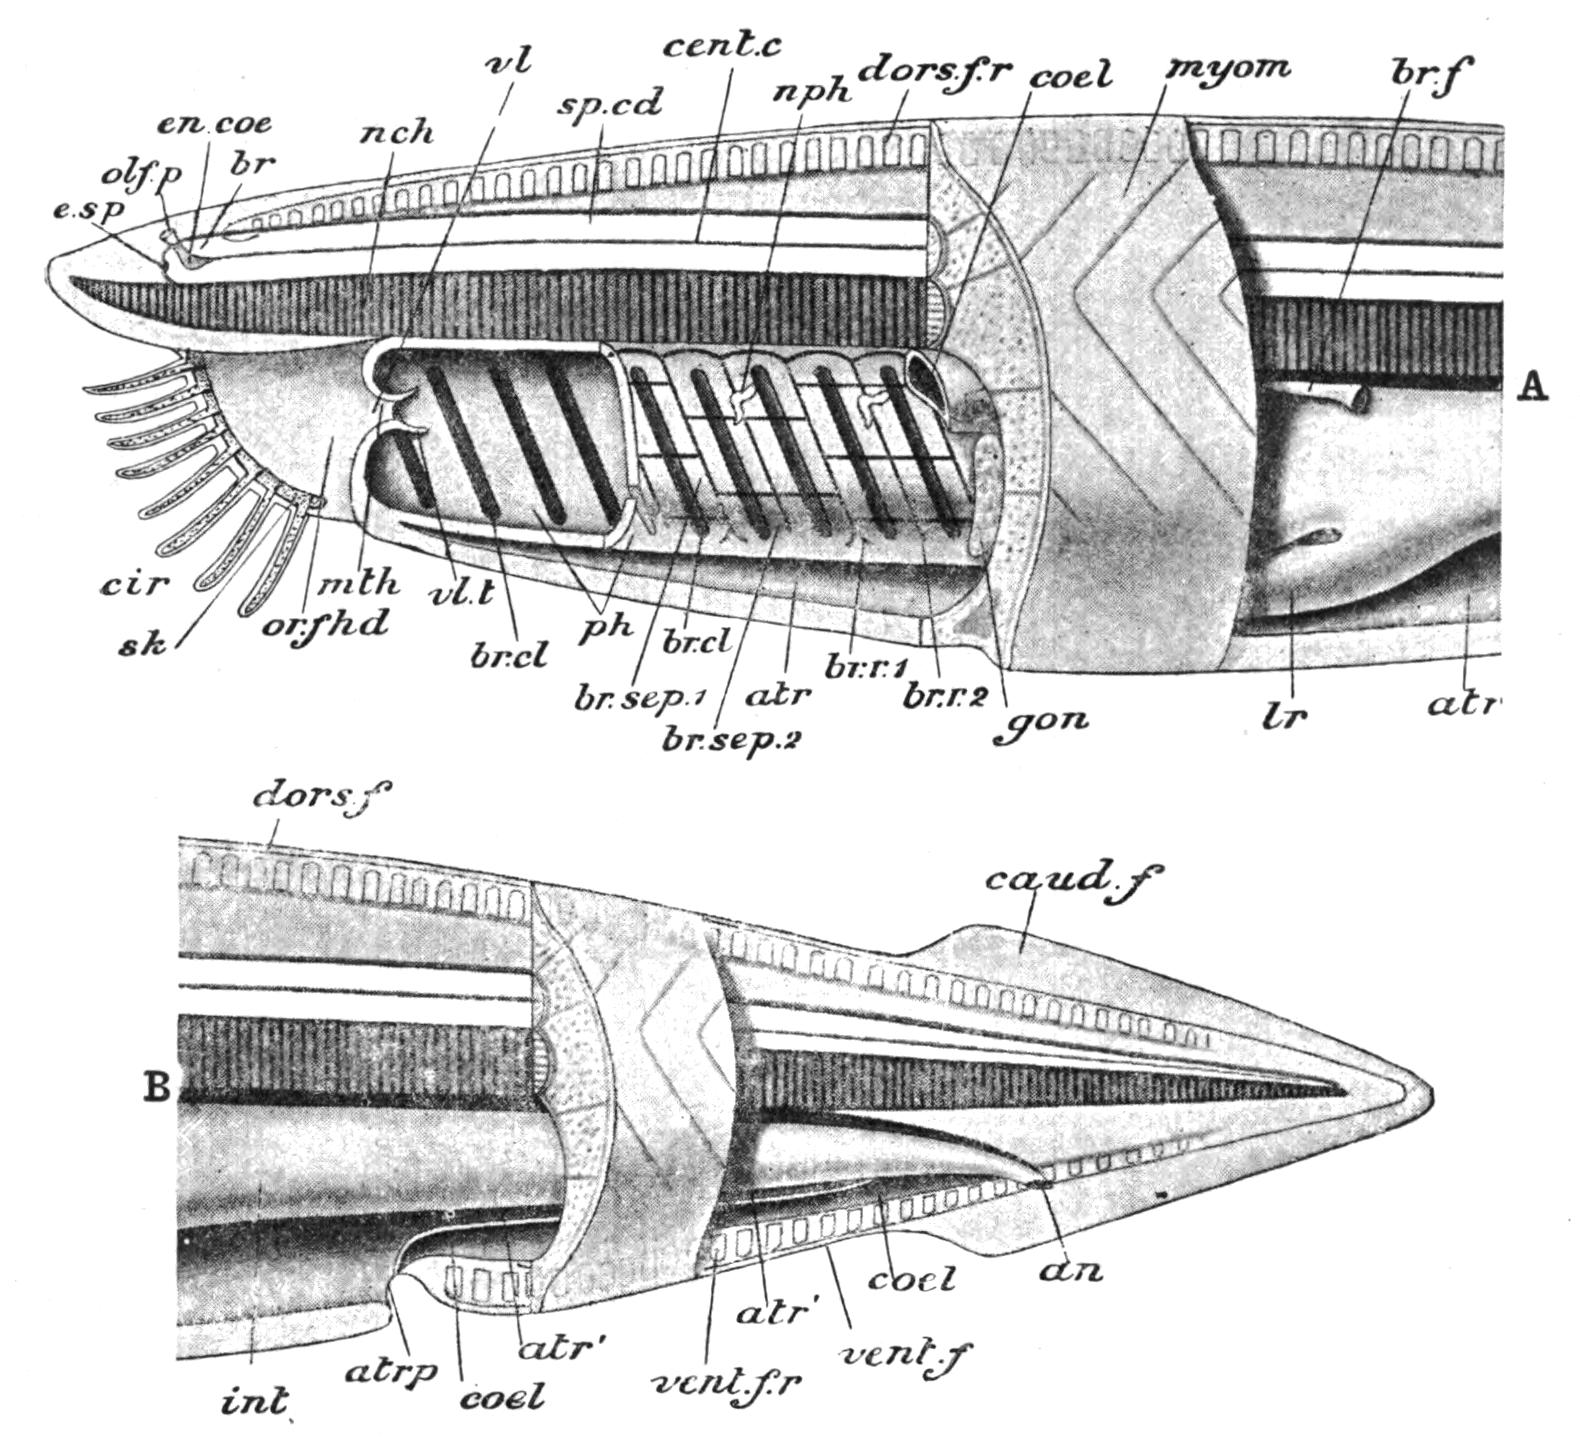 cent.c
vl
dors.f.r
coel
myom
br.f
nph
sp.cd
en.coe
nch
br
olf.p
e.sp
A
cir
mth
vl.t
sk
or.f.hd
ph
br.cl
br.cl
br.sep.1
atr
br.r.1
br.r.2
br.sep.2
gon
lr
atr
dors.f
caud.f
B
an
coel
atr'
vent.f
atr'
atrp
vent.f.r
coel
int.